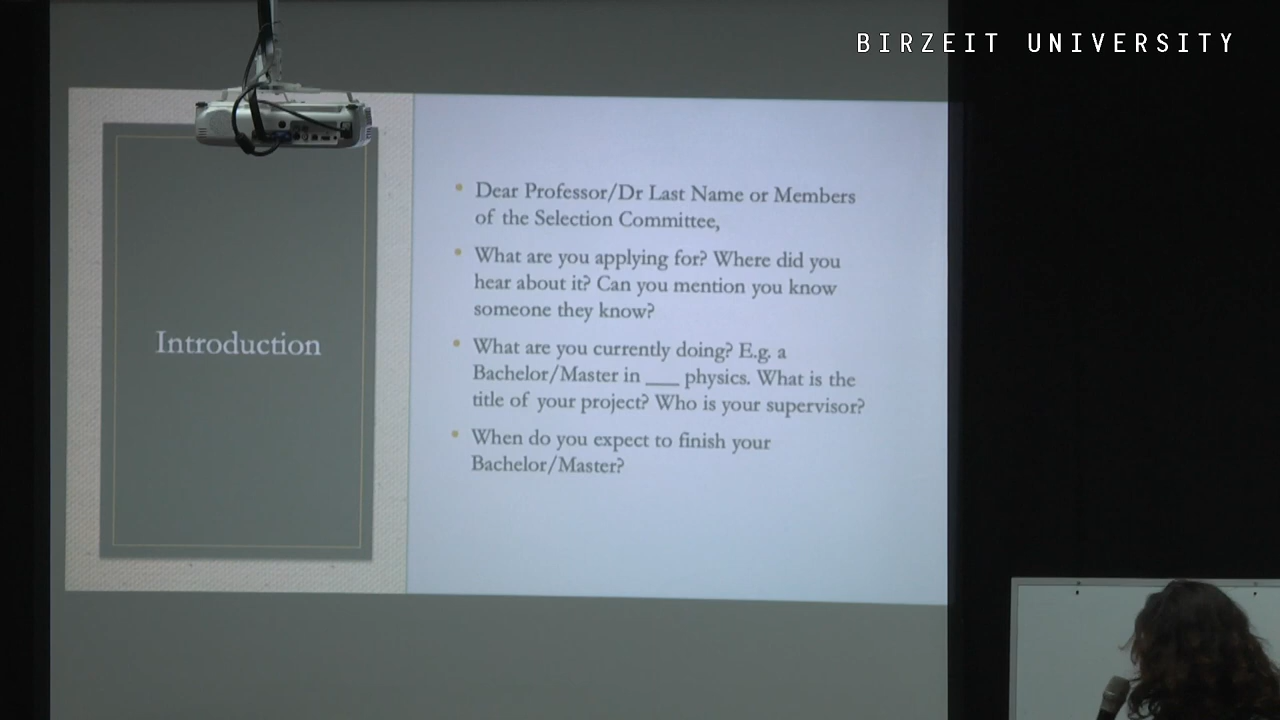 BIRZEIT UNIVERSITY
Introduction
Dear Professor/Dr Last Name or Members
of the Selection Committee,
What are you applying for? Where did you
hear about it? Can you mention you know
someone they know?
What are you currently doing? E.g. a
Bachelor/Master in ___ physics. What is the
title of your project? Who is your supervisor?
When do you expect to finish your
Bachelor/Master?